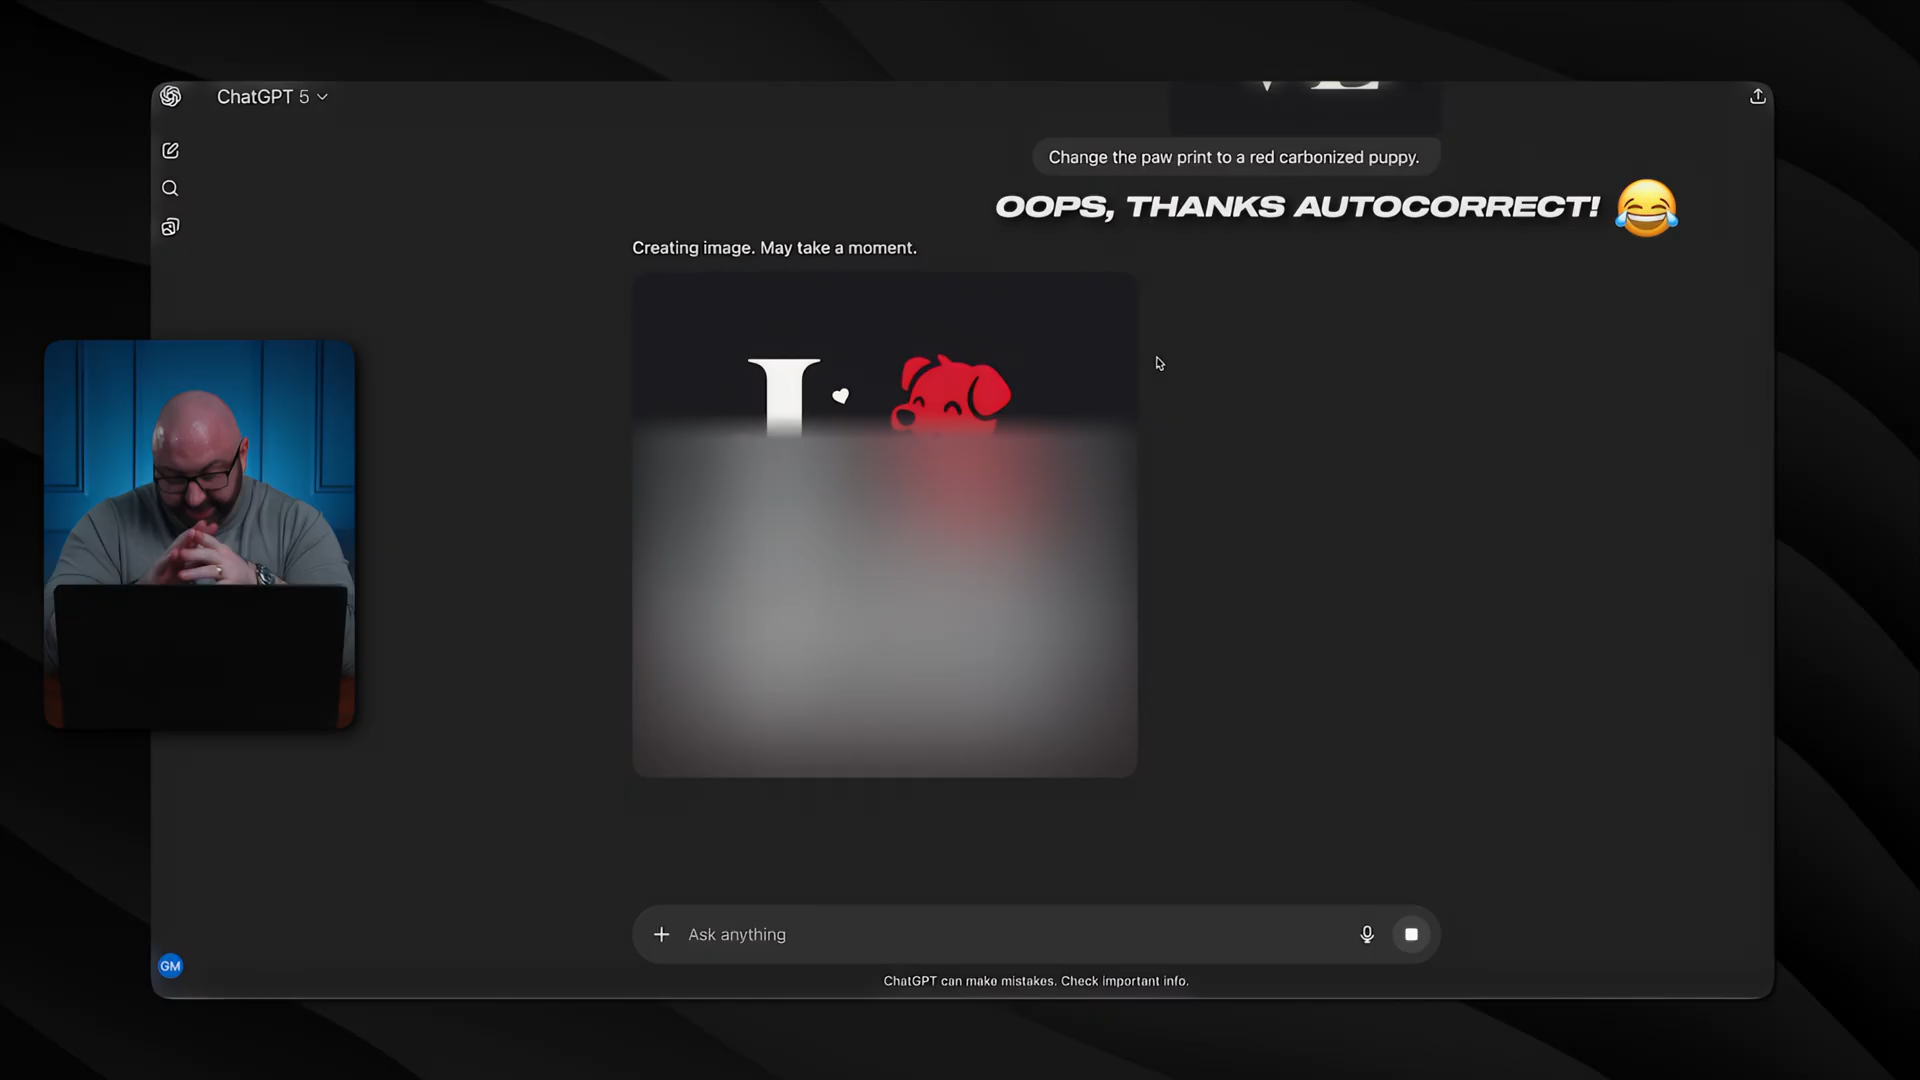 ChatGPT 5
Change the paw print to a red carbonized puppy.
OOPS, THANKS AUTOCORRECT!
Creating image. May take a moment.
I
Ask anything
GM
ChatGPT can make mistakes. Check important info.